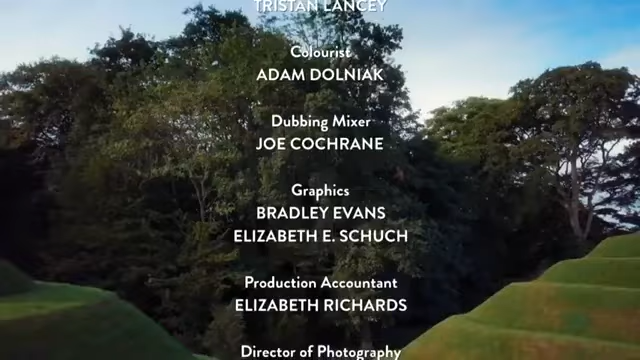 TRISTAN LANCEY
Colourist
ADAM DOLNIAK
Dubbing Mixer
JOE COCHRANE
Graphics
BRADLEY EVANS
ELIZABETH E. SCHUCH
Production Accountant
ELIZABETH RICHARDS
Director of Photography